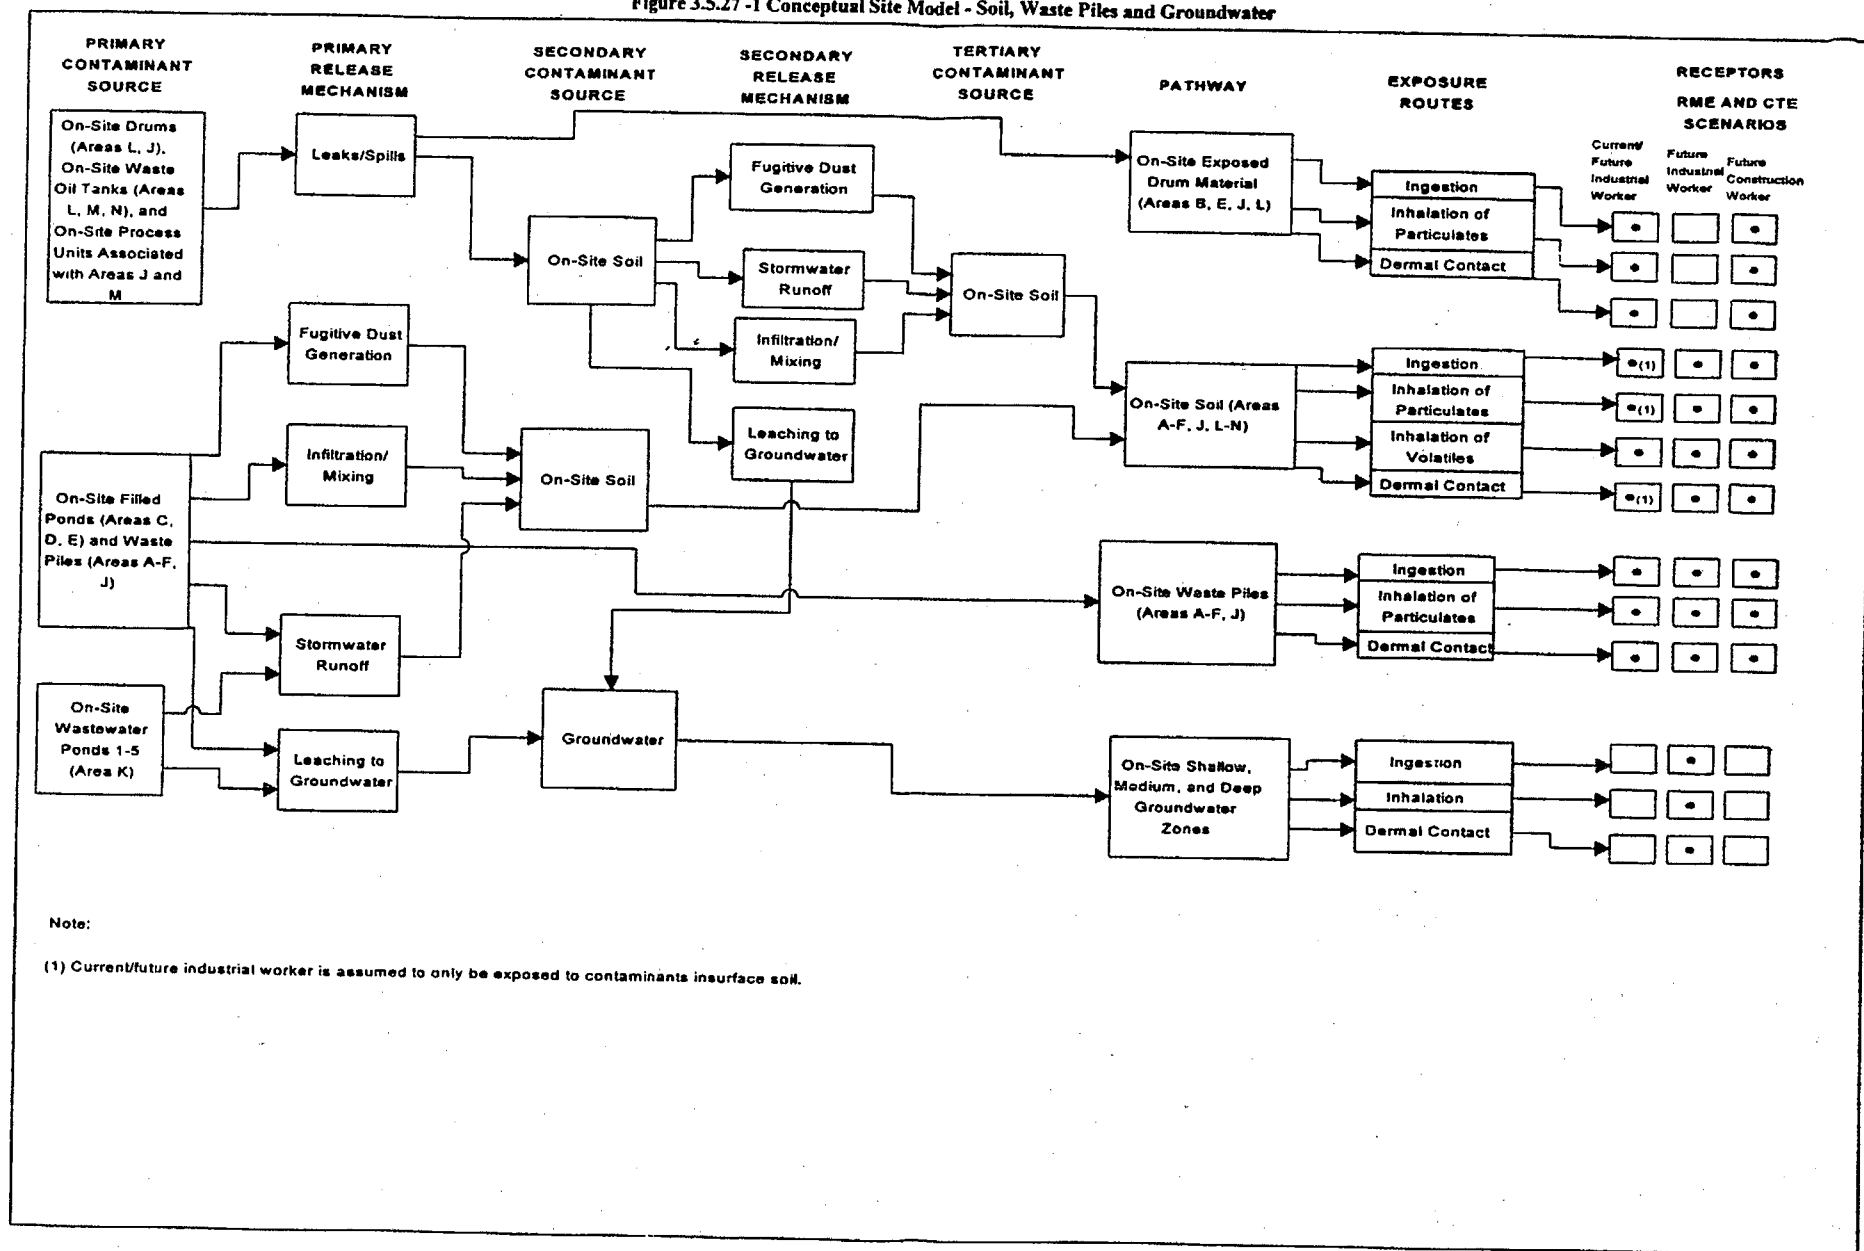 Figure 3.5.27 -1 Conceptual Site Model - Soil, Waste Piles and Groundwater
PRIMARY
CONTAMINANT
SOURCE
PRIMARY
RELEASE
MECHANISM
SECONDARY
CONTAMINANT
SOURCE
SECONDARY
RELEASE
MECHANISM
TERTIARY
CONTAMINANT
SOURCE
PATHWAY
EXPOSURE
ROUTES
RECEPTORS
RME AND CTE
SCENARIOS
Current/
Future
Industrial
Worker
Future
Industrial
Worker
Future
Construction
Worker
On-Site Drums
(Areas L, J),
On-Site Waste
Oil Tanks (Areas
L, M, N), and
On-Site Process
Units Associated
with Areas J and
M
Leaks/Spills
On-Site Soil
Fugitive Dust
Generation
Stormwater
Runoff
Infiltration/
Mixing
Leaching to
Groundwater
On-Site Soil
On-Site Exposed
Drum Material
(Areas B, E, J, L)
Ingestion
Inhalation of
Particulates
Dermal Contact
Fugitive Dust
Generation
Infiltration/
Mixing
On-Site Soil
On-Site Soil (Areas
A-F, J, L-N)
Ingestion
Inhalation of
Particulates
Inhalation of
Volatiles
Dermal Contact
(1)
(1)
(1)
On-Site Filled
Ponds (Areas C,
D, E) and Waste
Piles (Areas A-F,
J)
Stormwater
Runoff
On-Site Waste Piles
(Areas A-F, J)
Ingestion
Inhalation of
Particulates
Dermal Contact
On-Site
Wastewater
Ponds 1-5
(Area K)
Leaching to
Groundwater
Groundwater
On-Site Shallow,
Medium, and Deep
Groundwater
Zones
Ingestion
Inhalation
Dermal Contact
Note:
(1) Current/future industrial worker is assumed to only be exposed to contaminants insurface soil.